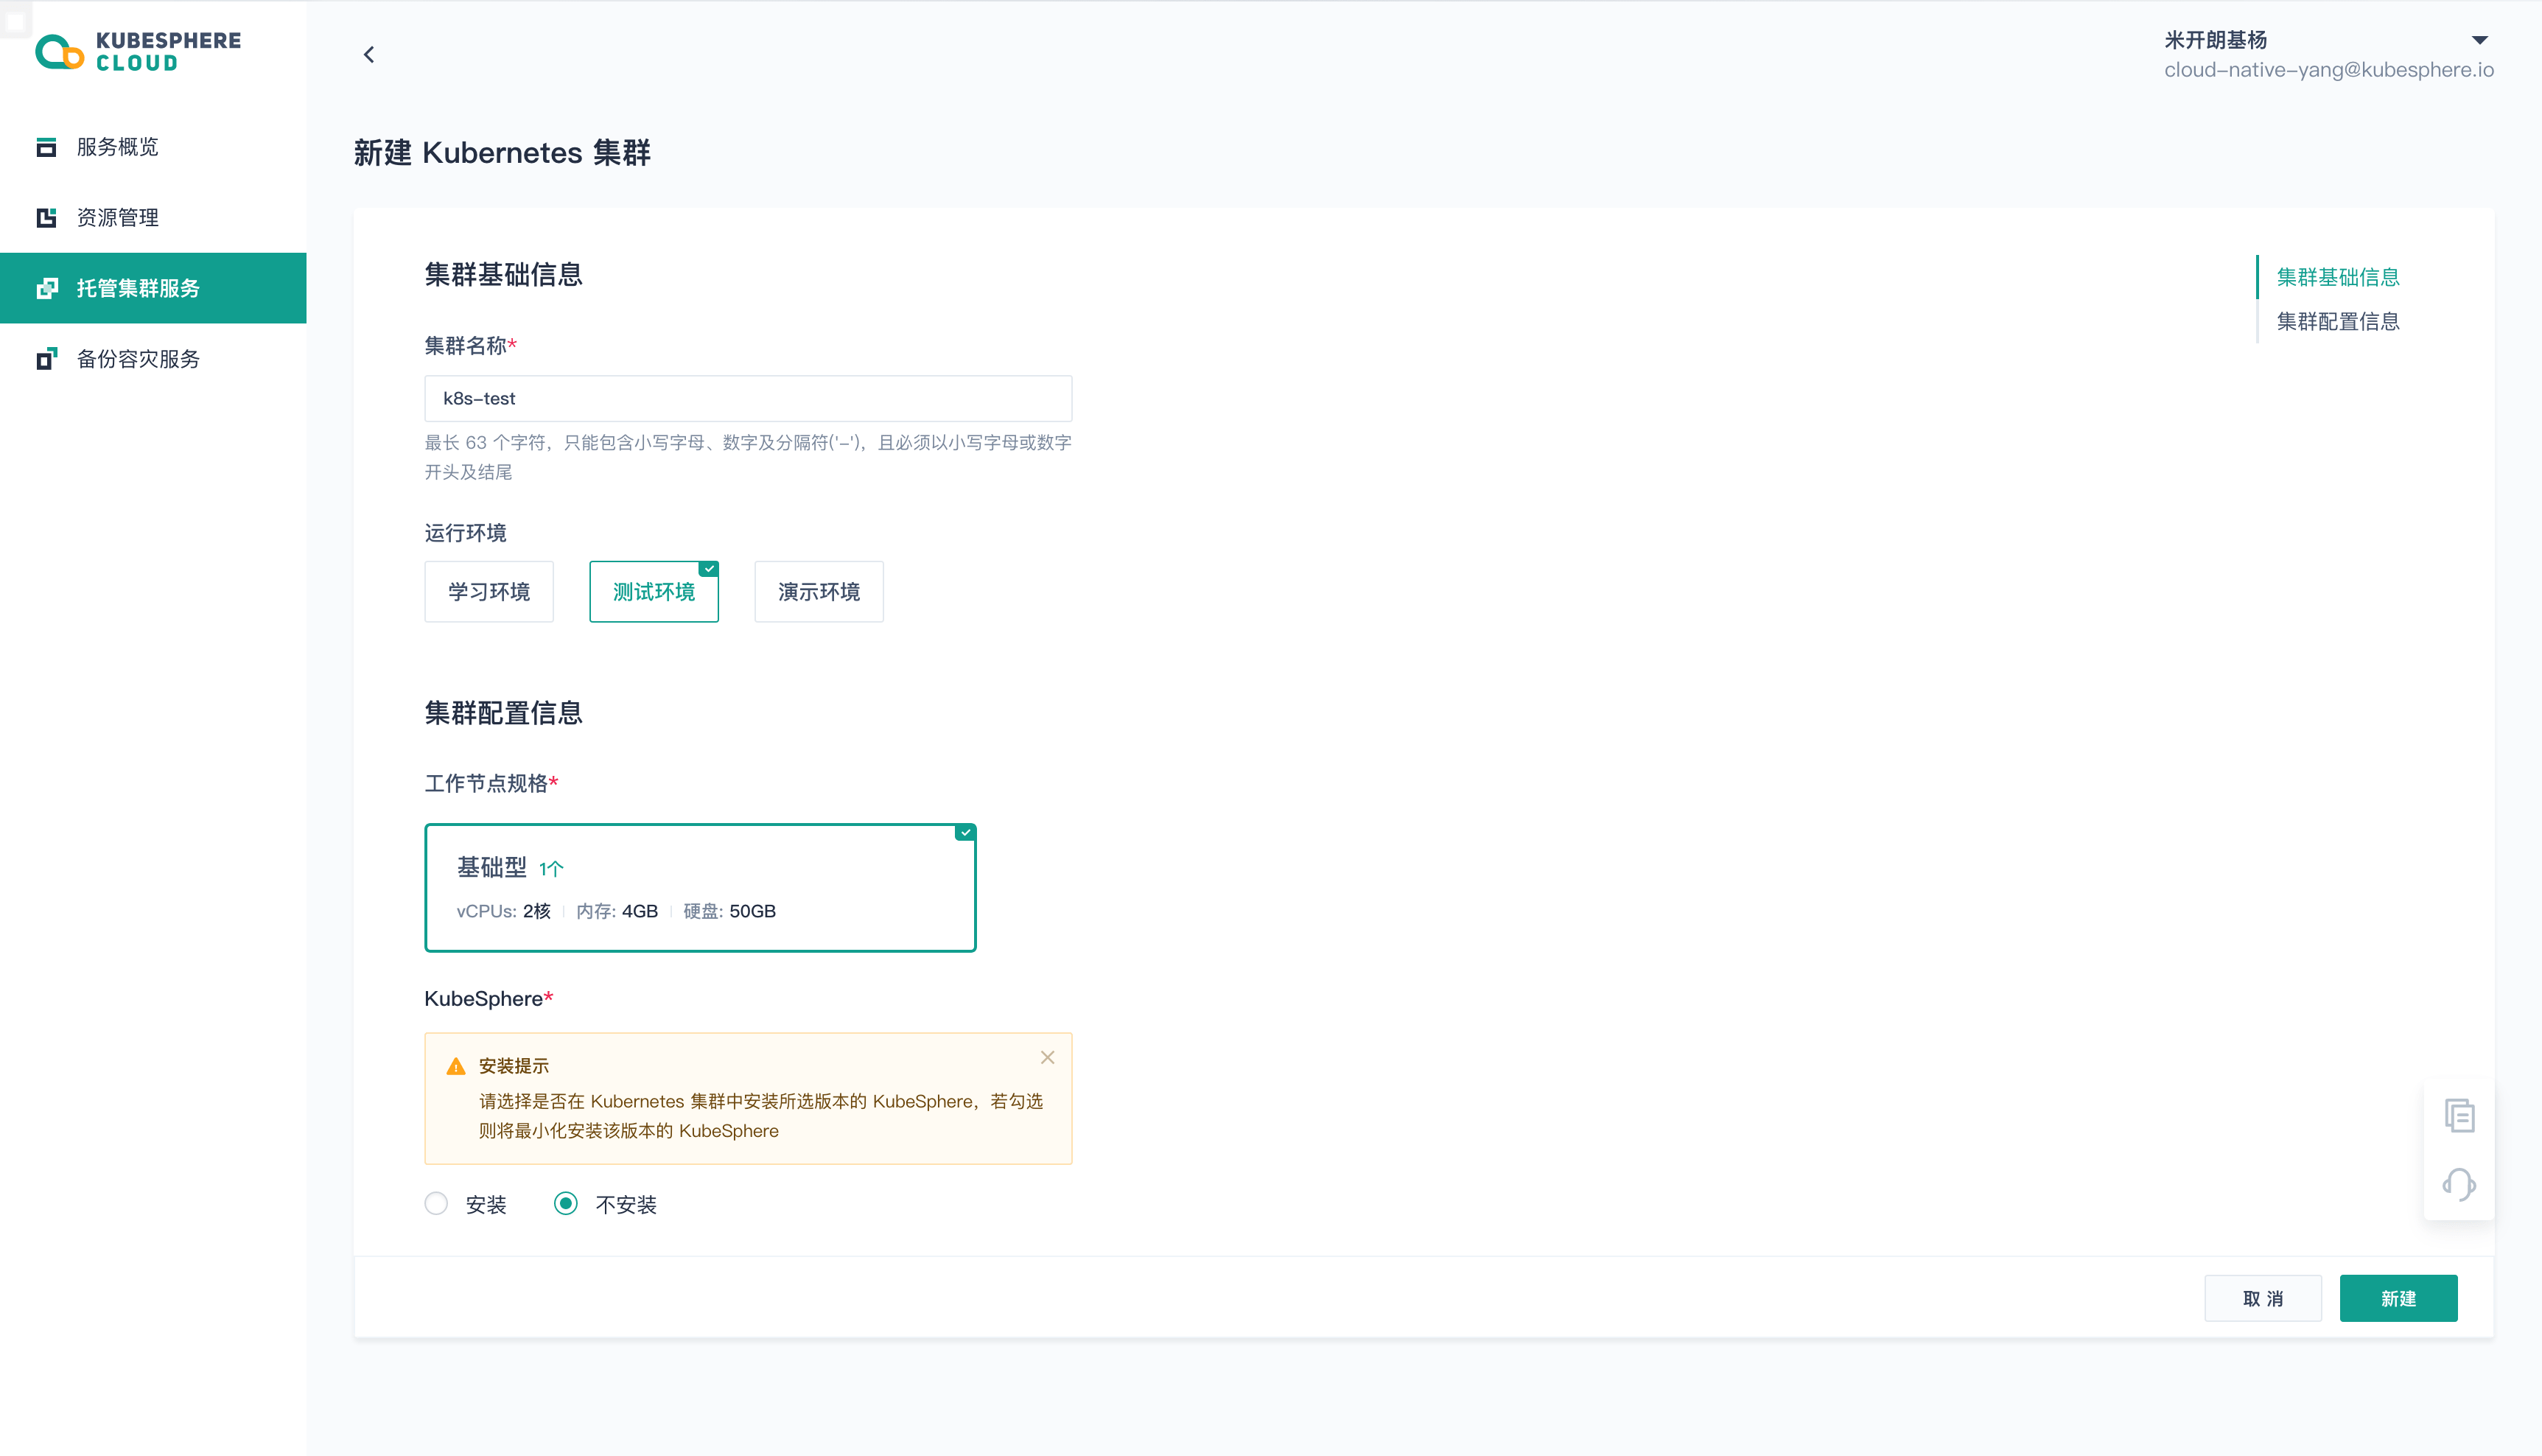 KUBESPHERE
CLOUD
米开朗基杨
cloud-native-yang@kubesphere.io
服务概览
资源管理
托管集群服务
备份容灾服务
新建 Kubernetes 集群
集群基础信息
集群基础信息
集群配置信息
集群名称*
k8s-test
最长 63 个字符，只能包含小写字母、数字及分隔符('-')，且必须以小写字母或数字
开头及结尾
运行环境
学习环境
测试环境
演示环境
集群配置信息
工作节点规格*
基础型 1个
vCPUs: 2核 内存: 4GB 硬盘: 50GB
KubeSphere*
安装提示
请选择是否在 Kubernetes 集群中安装所选版本的 KubeSphere，若勾选
则将最小化安装该版本的 KubeSphere
安装 不安装
取 消
新建